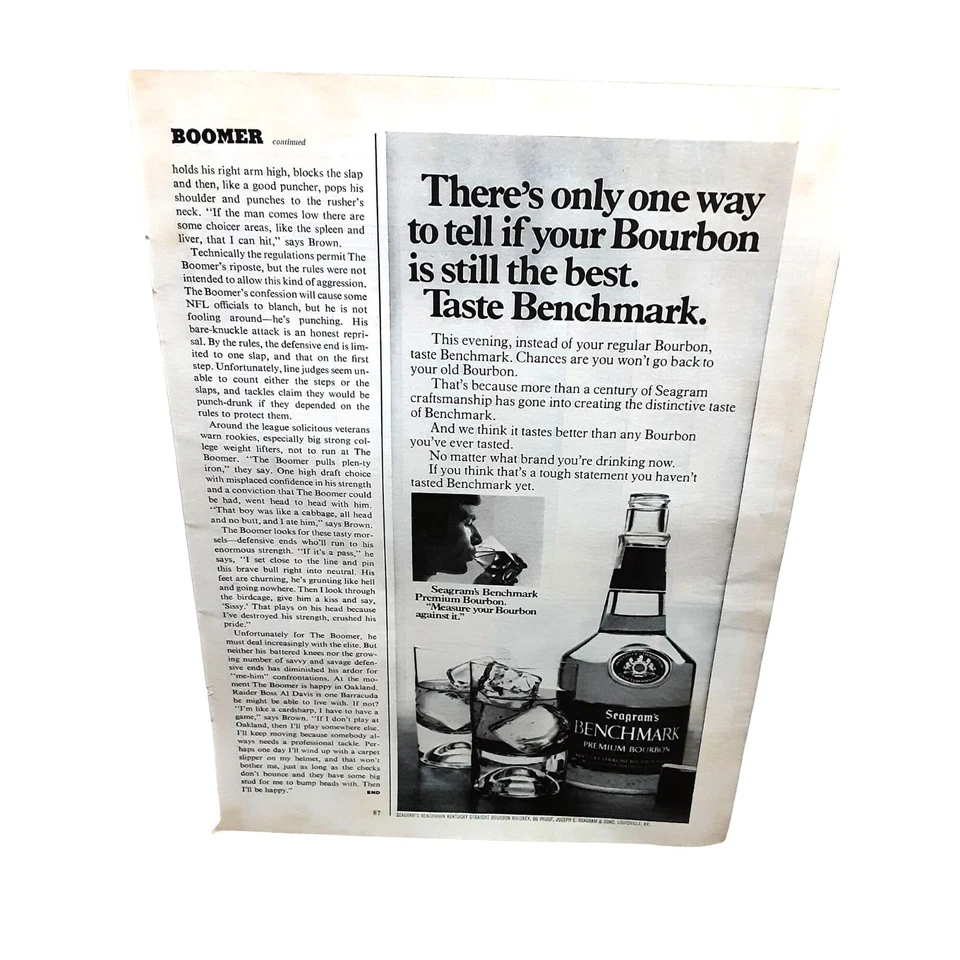 BOOMER continued
holds his right arm high, blocks the slap
and then, like a good puncher, pops his
shoulder and punches to the rusher's
neck. "If the man comes low there are
some choicer areas, like the spleen and
liver, that I can hit," says Brown.
Technically the regulations permit The
Boomer's riposte, but the rules were not
intended to allow this kind of aggression.
The Boomer's confession will cause some
NFL officials to blanch, but he is not
fooling around—he's punching. His
bare-knuckle attack is an honest repri-
sal. By the rules, the defensive end is lim-
ited to one slap, and that on the first
step. Unfortunately, line judges seem un-
able to count either the steps or the
slaps, and tackles claim they would be
punch-drunk if they depended on the
rules to protect them.
Around the league solicitous veterans
warn rookies, especially big strong col-
lege weight lifters, not to run at The
Boomer. "The Boomer pulls plen-ty
iron," they say. One high draft choice
with misplaced confidence in his strength
and a conviction that The Boomer could
be had, went head to head with him.
"That boy was like a cabbage, all head
and no butt, and I ate him," says Brown.
The Boomer looks for these tasty mor-
sels—defensive ends who'll run to his
enormous strength. "If it's a pass," he
says, "I set close to the line and pin
this brave bull right into neutral. His
feet are churning, he's grunting like hell
and going nowhere. Then I look through
the birdcage, give him a kiss and say,
'Sissy.' That plays on his head because
I've destroyed his strength, crushed his
pride."
Unfortunately for The Boomer, he
must deal increasingly with the elite. But
neither his battered knees nor the grow-
ing number of savvy and savage defen-
sive ends has diminished his ardor for
"me-him" confrontations. At the mo-
ment The Boomer is happy in Oakland.
Raider Boss Al Davis is one Barracuda
he might be able to live with. If not?
"I'm like a cardsharp, I have to have a
game," says Brown. "If I don't play at
Oakland, then I'll play somewhere else.
I'll keep moving because somebody al-
ways needs a professional tackle. Per-
haps one day I'll wind up with a carpet
slipper on my helmet, and that won't
bother me, just as long as the checks
don't bounce and they have some big
stud for me to bump heads with. Then
I'll be happy." END
87
There's only one way
to tell if your Bourbon
is still the best.
Taste Benchmark.
This evening, instead of your regular Bourbon,
taste Benchmark. Chances are you won't go back to
your old Bourbon.
That's because more than a century of Seagram
craftsmanship has gone into creating the distinctive taste
of Benchmark.
And we think it tastes better than any Bourbon
you've ever tasted.
No matter what brand you're drinking now.
If you think that's a tough statement you haven't
tasted Benchmark yet.
Seagram's Benchmark
Premium Bourbon.
"Measure your Bourbon
against it."
Seagram's
BENCHMARK
PREMIUM BOURBON
SEAGRAM'S BENCHMARK KENTUCKY STRAIGHT BOURBON WHISKEY. 86 PROOF. JOSEPH E. SEAGRAM & SONS, LOUISVILLE, KY.